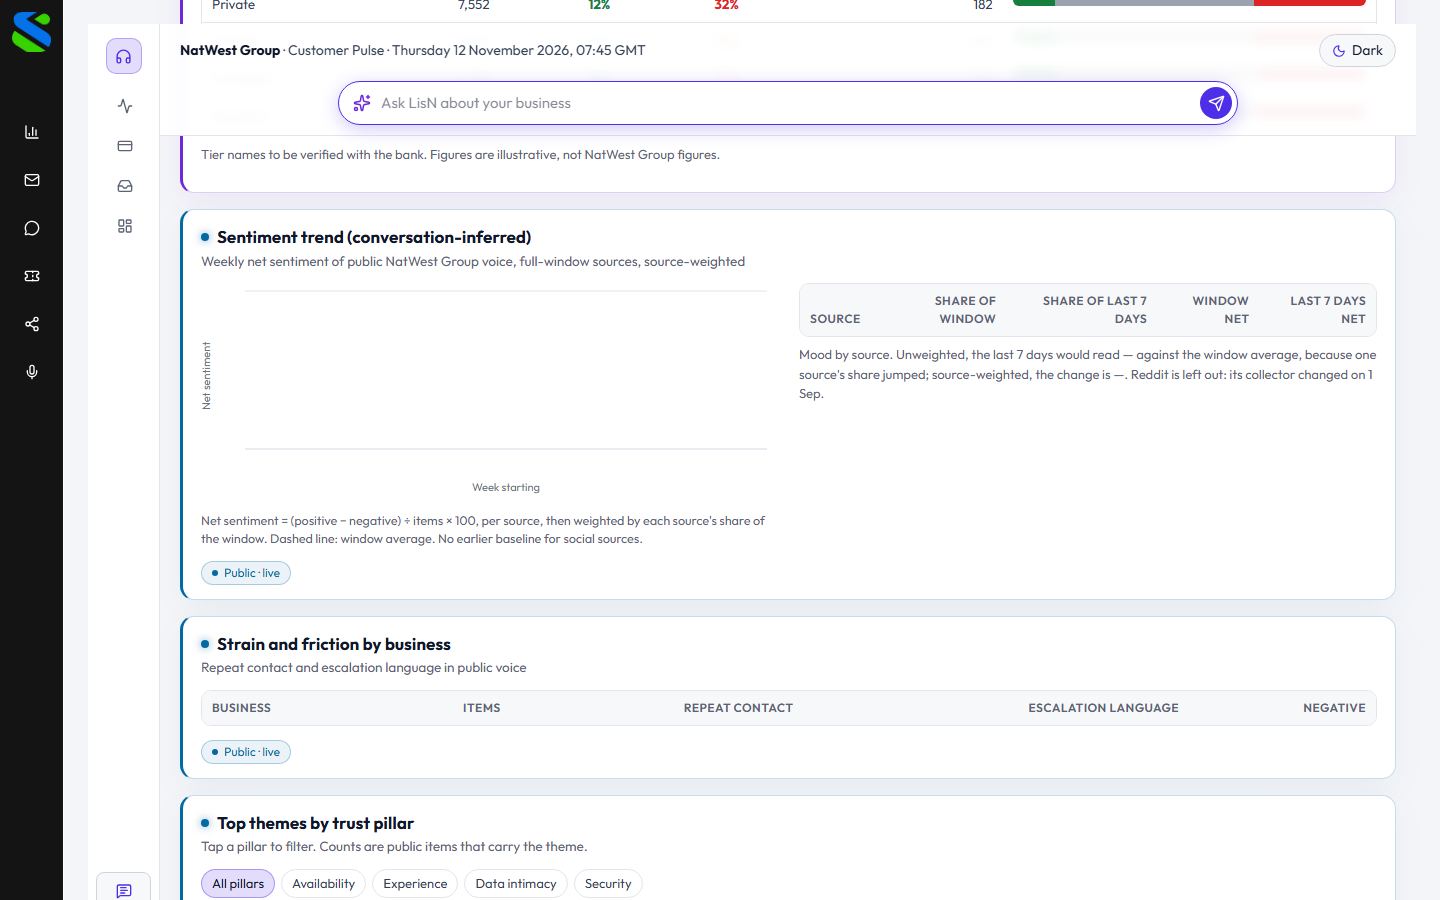 Private 7,552 12% 32% 182
NatWest Group · Customer Pulse · Thursday 12 November 2026, 07:45 GMT
Dark
Ask LisN about your business
Tier names to be verified with the bank. Figures are illustrative, not NatWest Group figures.
Sentiment trend (conversation-inferred)
Weekly net sentiment of public NatWest Group voice, full-window sources, source-weighted
Net sentiment
Week starting
Net sentiment = (positive − negative) ÷ items × 100, per source, then weighted by each source's share of
the window. Dashed line: window average. No earlier baseline for social sources.
Public · live
SOURCE SHARE OF WINDOW SHARE OF LAST 7 DAYS WINDOW NET LAST 7 DAYS NET
Mood by source. Unweighted, the last 7 days would read — against the window average, because one
source's share jumped; source-weighted, the change is —. Reddit is left out: its collector changed on 1
Sep.
Strain and friction by business
Repeat contact and escalation language in public voice
BUSINESS ITEMS REPEAT CONTACT ESCALATION LANGUAGE NEGATIVE
Public · live
Top themes by trust pillar
Tap a pillar to filter. Counts are public items that carry the theme.
All pillars Availability Experience Data intimacy Security